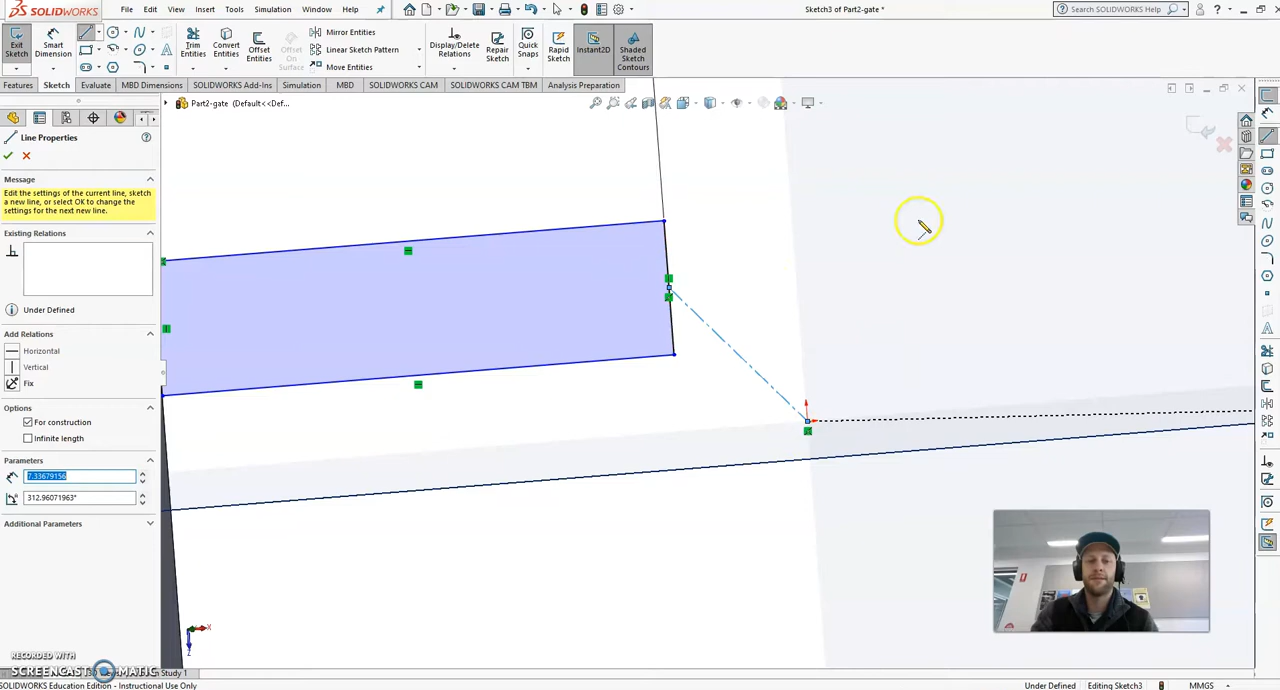 SOLIDWORKS
File Edit View Insert Tools Simulation Window Help
Sketch3 of Part2-gate *
Search SOLIDWORKS Help
Exit Sketch
Smart Dimension
Trim Entities
Convert Entities
Offset Entities
Offset On Surface
Mirror Entities
Linear Sketch Pattern
Move Entities
Display/Delete Relations
Repair Sketch
Quick Snaps
Rapid Sketch
Instant2D
Shaded Sketch Contours
Features Sketch Evaluate MBD Dimensions SOLIDWORKS Add-Ins Simulation MBD SOLIDWORKS CAM SOLIDWORKS CAM TBM Analysis Preparation
Part2-gate (Default<<Def...
Line Properties
Message
Edit the settings of the current line, sketch
a new line, or select OK to change the
settings for the next new line.
Existing Relations
Under Defined
Add Relations
Horizontal
Vertical
Fix
Options
For construction
Infinite length
Parameters
7.33679156
312.96071963°
Additional Parameters
X
Z
RECORDED WITH
SCREENCAST-O-MATIC
Study 1
SOLIDWORKS Education Edition - Instructional Use Only
Under Defined
Editing Sketch3
MMGS